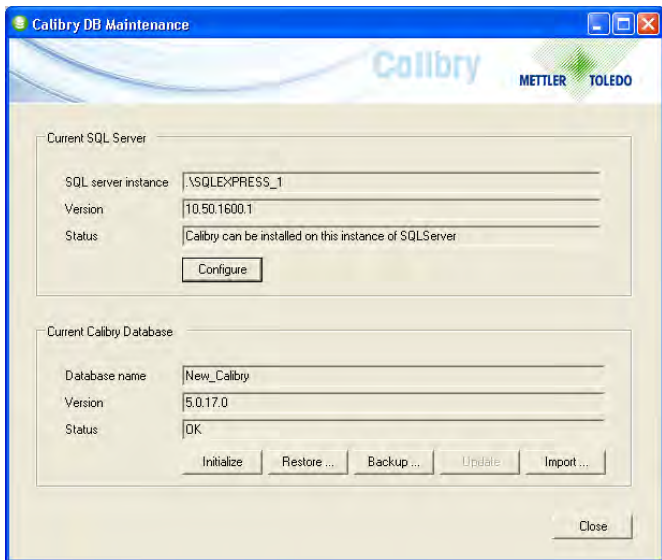 Calibry DB Maintenance
Calibry
METTLER TOLEDO
Current SQL Server
SQL server instance .\SQLEXPRESS_1
Version 10.50.1600.1
Status Calibry can be installed on this instance of SQLServer
Configure
Current Calibry Database
Database name New_Calibry
Version 5.0.17.0
Status OK
Initialize Restore ... Backup ... Update Import ...
Close